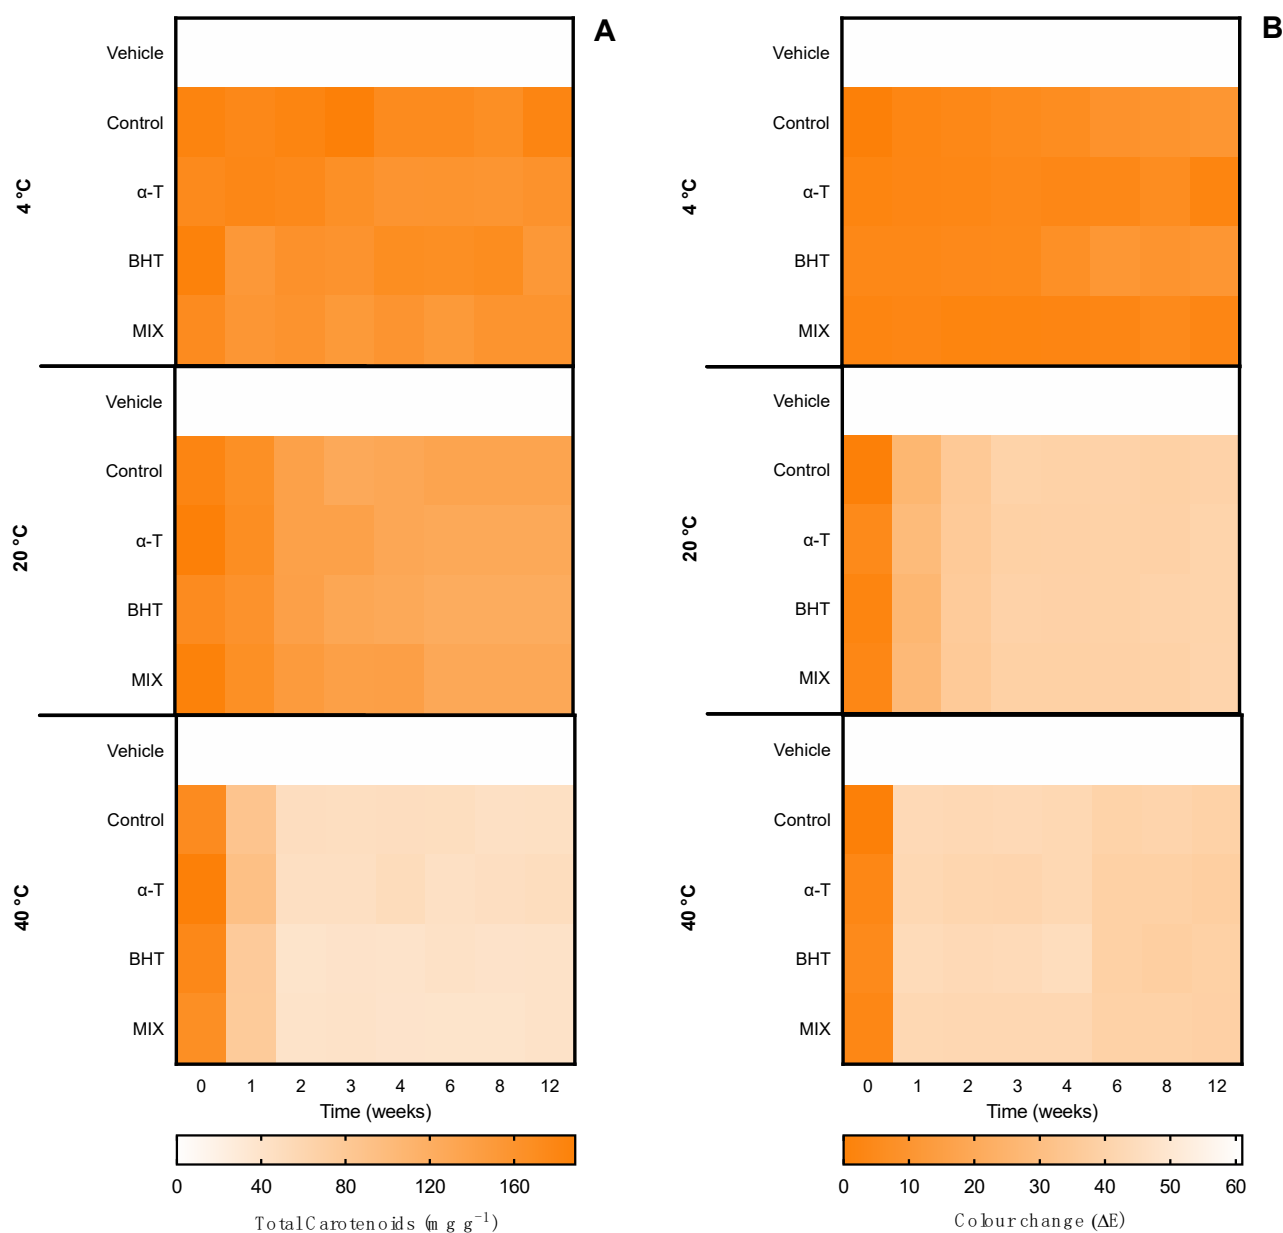 A
B
4 °C
Vehicle
Control
α-T
BHT
MIX
4 °C
Vehicle
Control
α-T
BHT
MIX
20 °C
Vehicle
Control
α-T
BHT
MIX
20 °C
Vehicle
Control
α-T
BHT
MIX
40 °C
Vehicle
Control
α-T
BHT
MIX
40 °C
Vehicle
Control
α-T
BHT
MIX
0 1 2 3 4 6 8 12
Time (weeks)
0 1 2 3 4 6 8 12
Time (weeks)
0 40 80 120 160
Total Carotenoids (mg g⁻¹)
0 10 20 30 40 50 60
Colour change (ΔE)